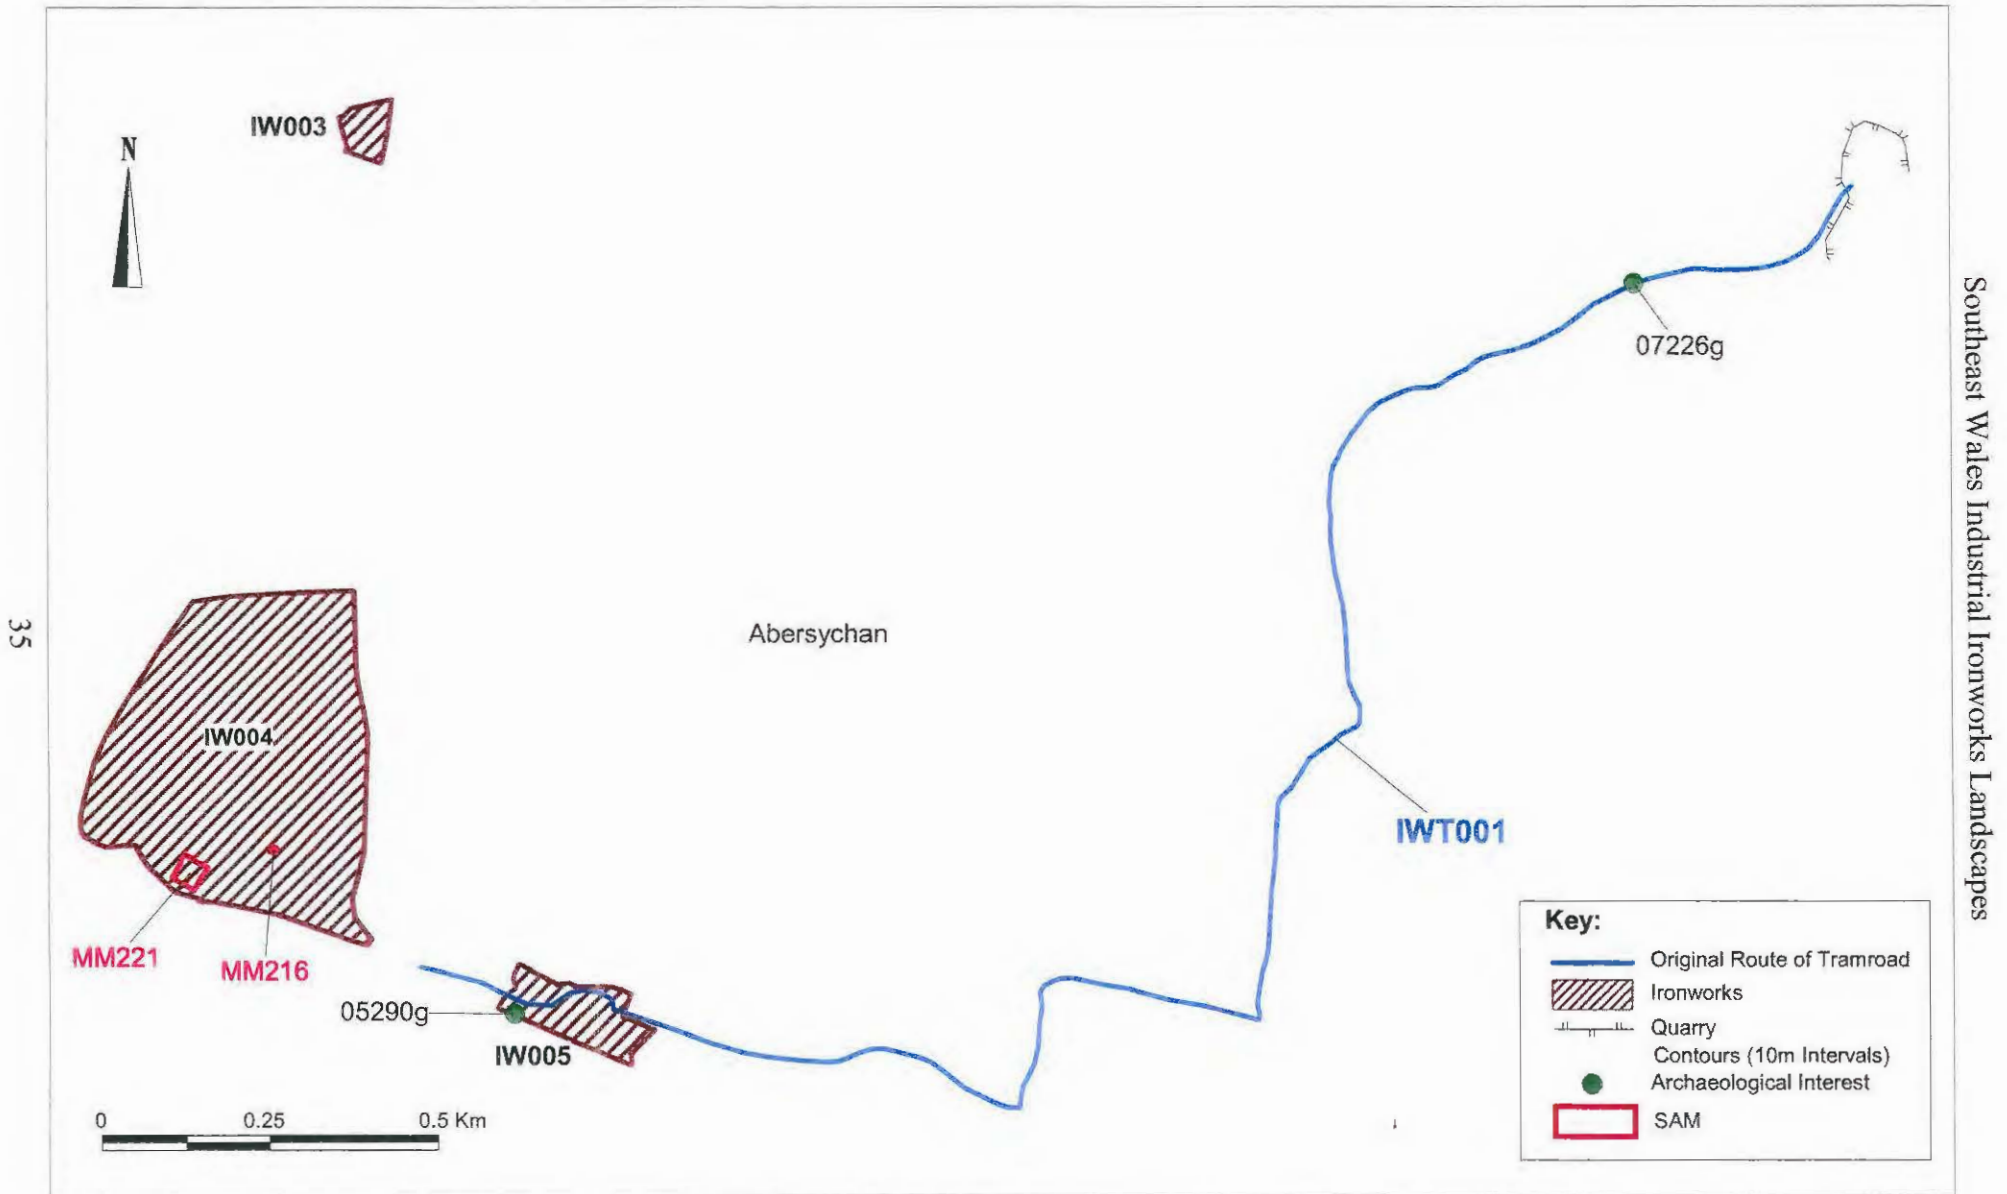 IW003
N
07226g
Abersychan
IW004
IWT001
MM221
MM216
05290g
IW005
0 0.25 0.5 Km
Key:
Original Route of Tramroad
Ironworks
Quarry
Contours (10m Intervals)
Archaeological Interest
SAM
35
Southeast Wales Industrial Ironworks Landscapes